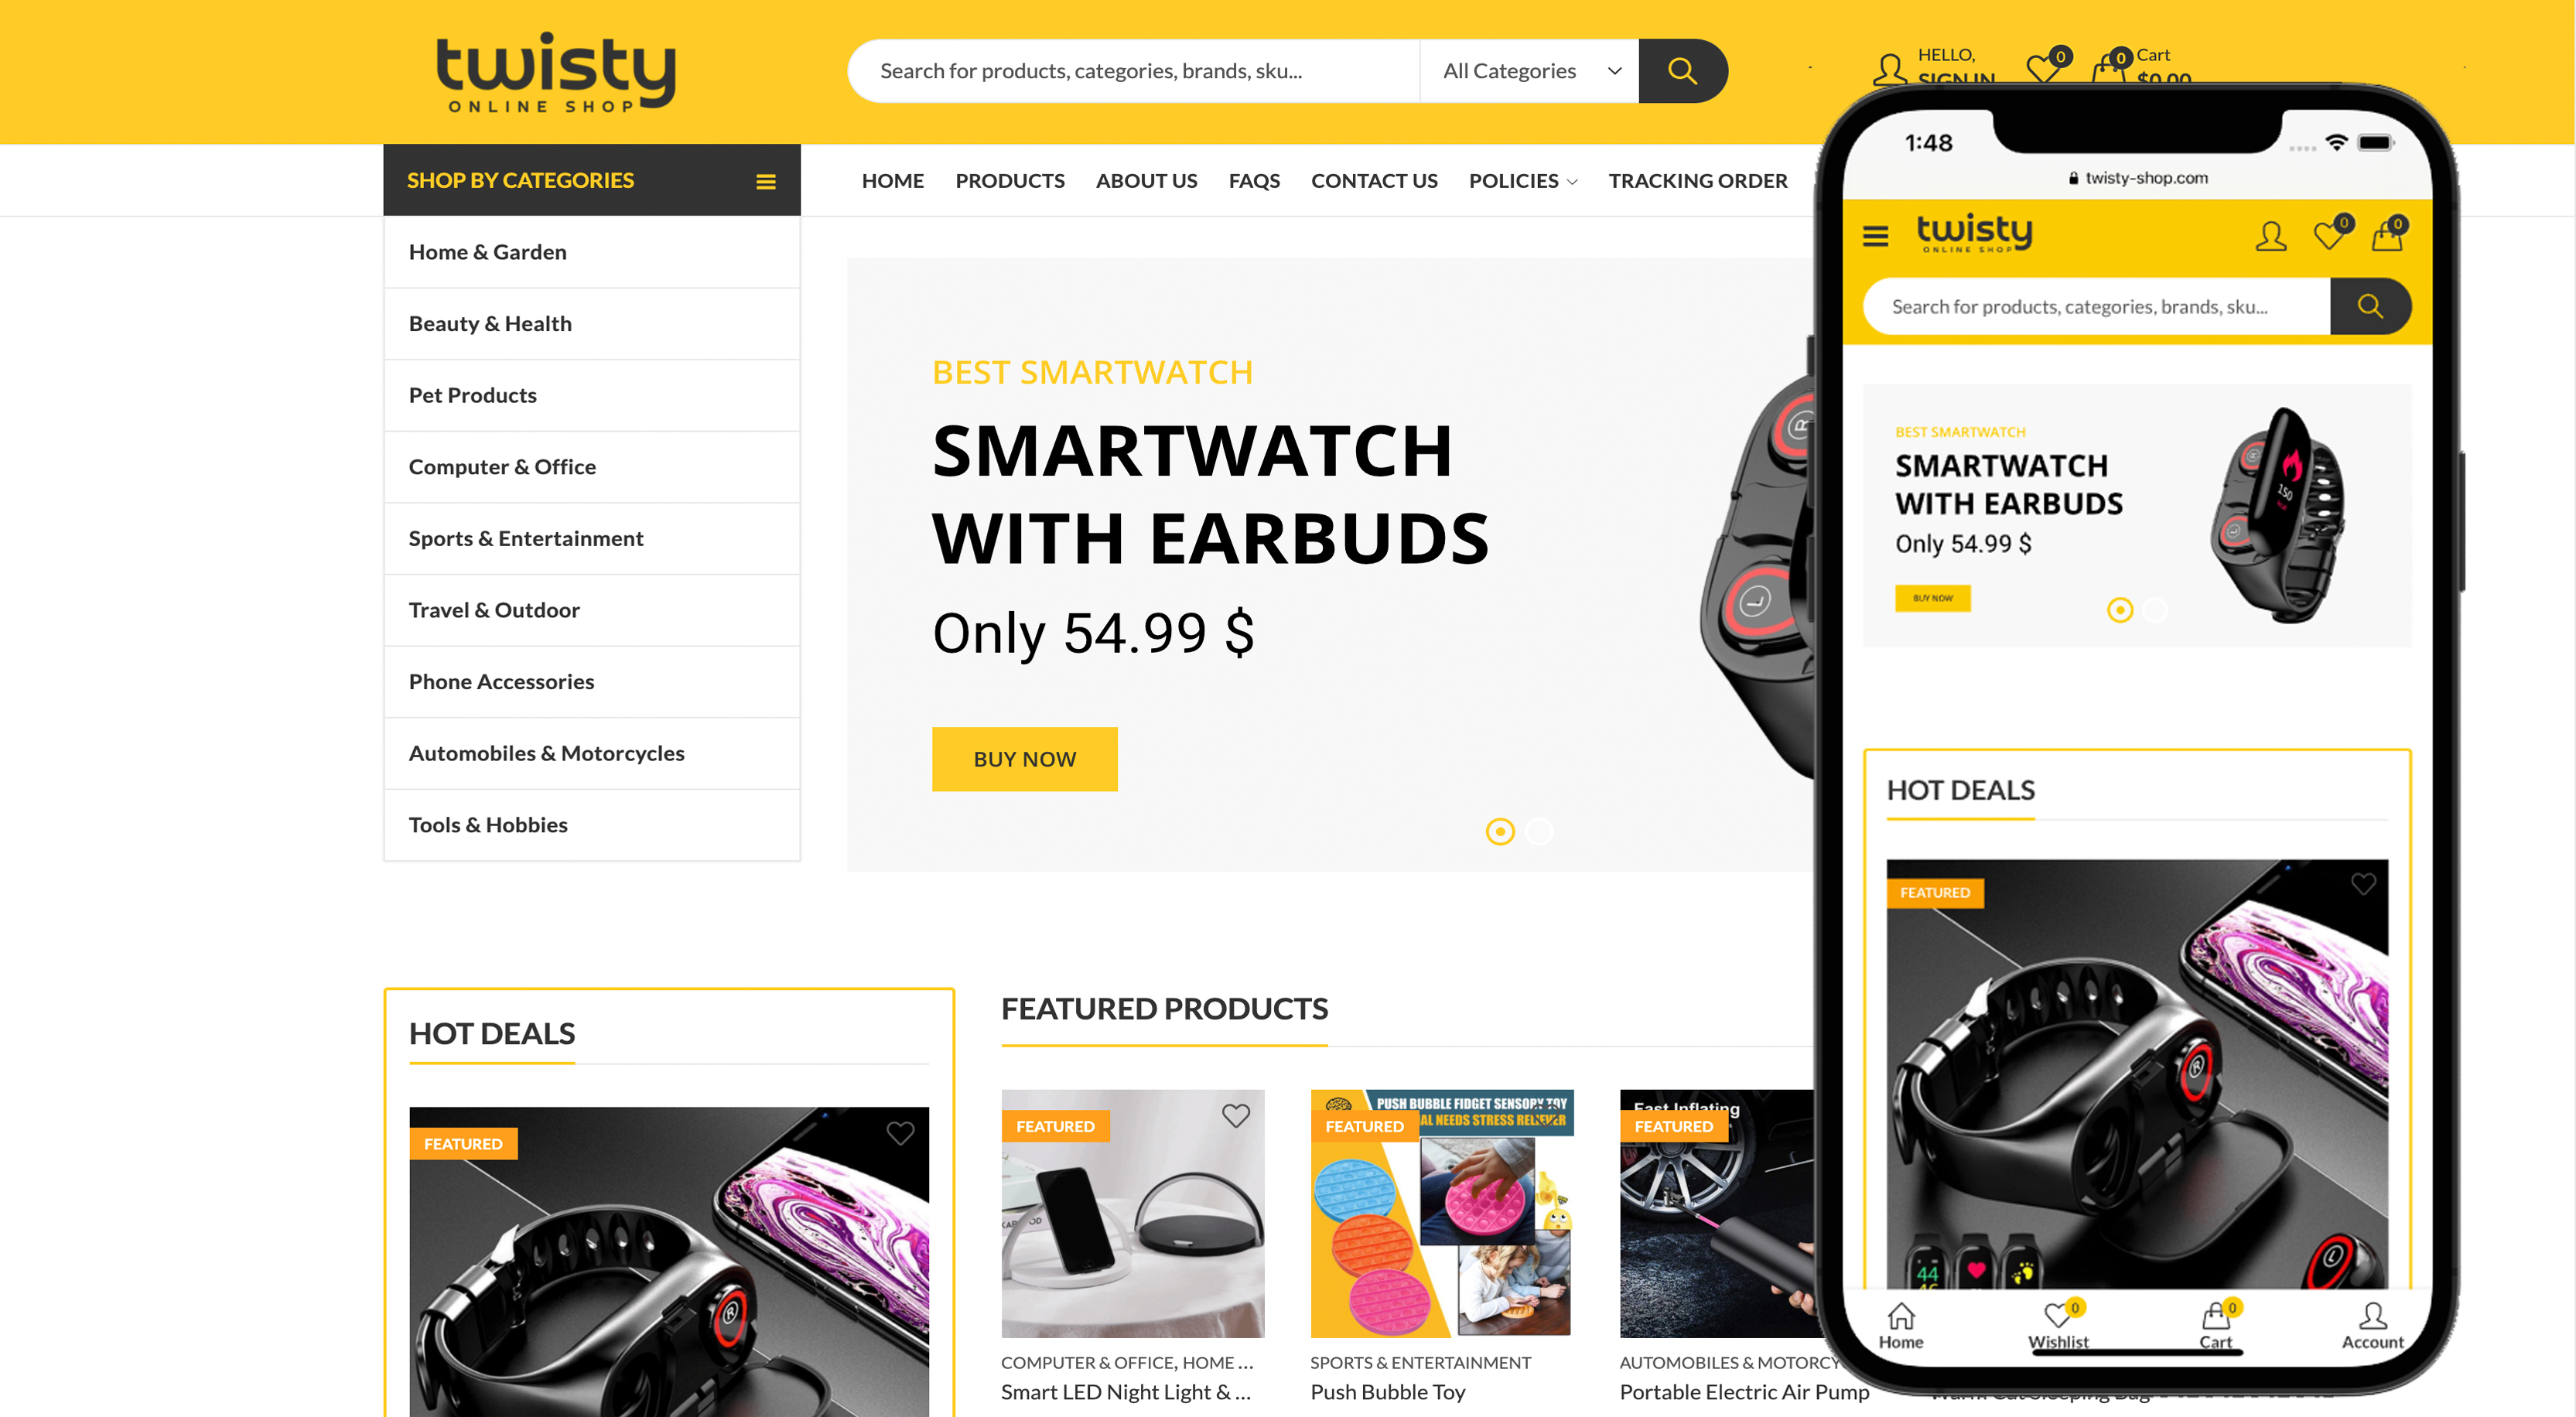 twisty
ONLINE SHOP
Search for products, categories, brands, sku...
All Categories
HELLO,
SIGN IN
0
0
Cart
$0.00
SHOP BY CATEGORIES
HOME
PRODUCTS
ABOUT US
FAQS
CONTACT US
POLICIES
TRACKING ORDER
Home & Garden
Beauty & Health
Pet Products
Computer & Office
Sports & Entertainment
Travel & Outdoor
Phone Accessories
Automobiles & Motorcycles
Tools & Hobbies
BEST SMARTWATCH
SMARTWATCH
WITH EARBUDS
Only 54.99 $
BUY NOW
R
L
HOT DEALS
FEATURED
R
FEATURED PRODUCTS
FEATURED
COMPUTER & OFFICE, HOME ...
Smart LED Night Light & ...
PUSH BUBBLE FIDGET SENSORY TOY
AL NEEDS STRESS RELIEVER
FEATURED
SPORTS & ENTERTAINMENT
Push Bubble Toy
Fast Inflating
FEATURED
AUTOMOBILES & MOTORCY
Portable Electric Air Pump
1:48
twisty-shop.com
twisty
ONLINE SHOP
0
0
Search for products, categories, brands, sku...
BEST SMARTWATCH
SMARTWATCH
WITH EARBUDS
Only 54.99 $
BUY NOW
150
HOT DEALS
FEATURED
R
L
44
Home
0
Wishlist
0
Cart
Account